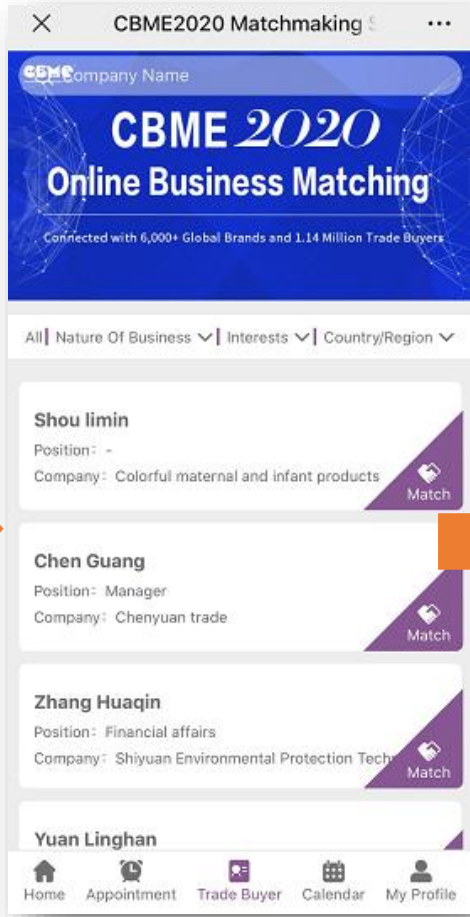 CBME2020 Matchmaking
CBME Company Name
CBME 2020
Online Business Matching
Connected with 6,000+ Global Brands and 1.14 Million Trade Buyers
All Nature Of Business Interests Country/Region
Shou limin
Position: -
Company: Colorful maternal and infant products
Match
Chen Guang
Position: Manager
Company: Chenyuan trade
Match
Zhang Huaqin
Position: Financial affairs
Company: Shiyuan Environmental Protection Tech
Match
Yuan Linghan
Home Appointment Trade Buyer Calendar My Profile